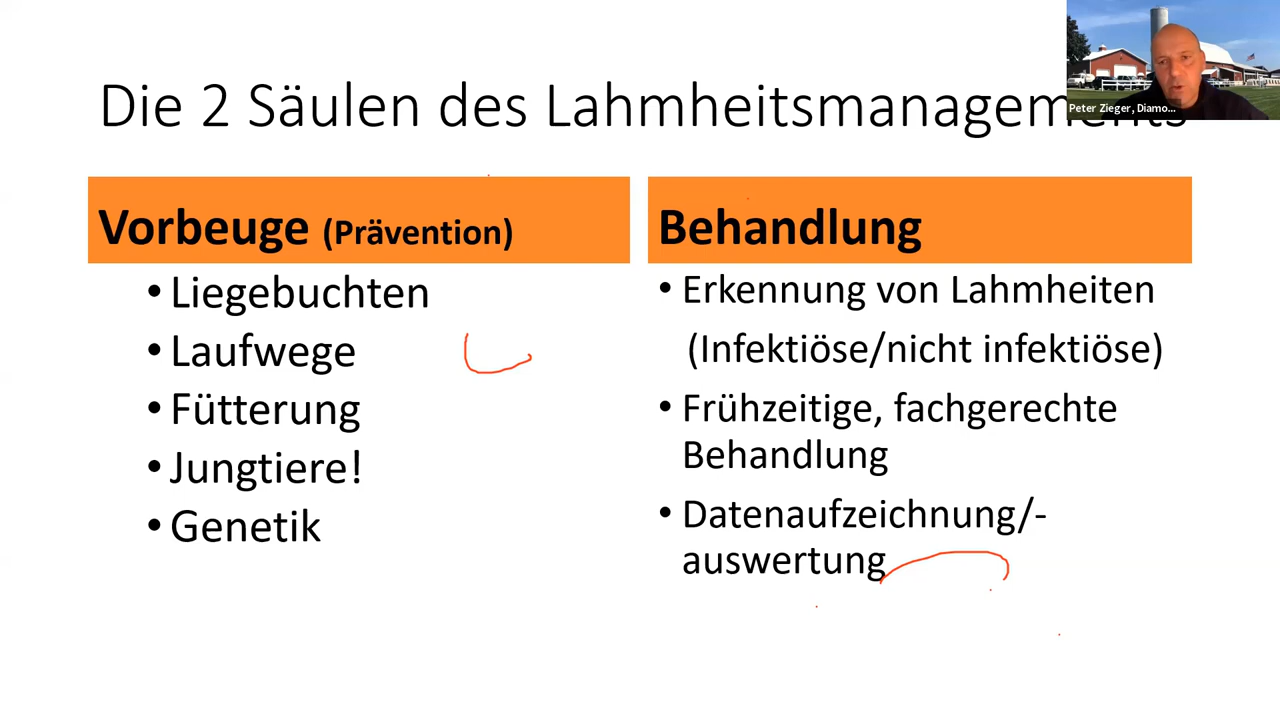 Die 2 Säulen des Lahmheitsmanagements
Peter Zieger, Diamo...
Vorbeuge (Prävention)
• Liegebuchten
• Laufwege
• Fütterung
• Jungtiere!
• Genetik
Behandlung
• Erkennung von Lahmheiten
(Infektiöse/nicht infektiöse)
• Frühzeitige, fachgerechte
Behandlung
• Datenaufzeichnung/-
auswertung